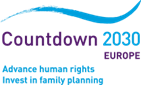 Countdown 2030
EUROPE
Advance human rights
Invest in family planning